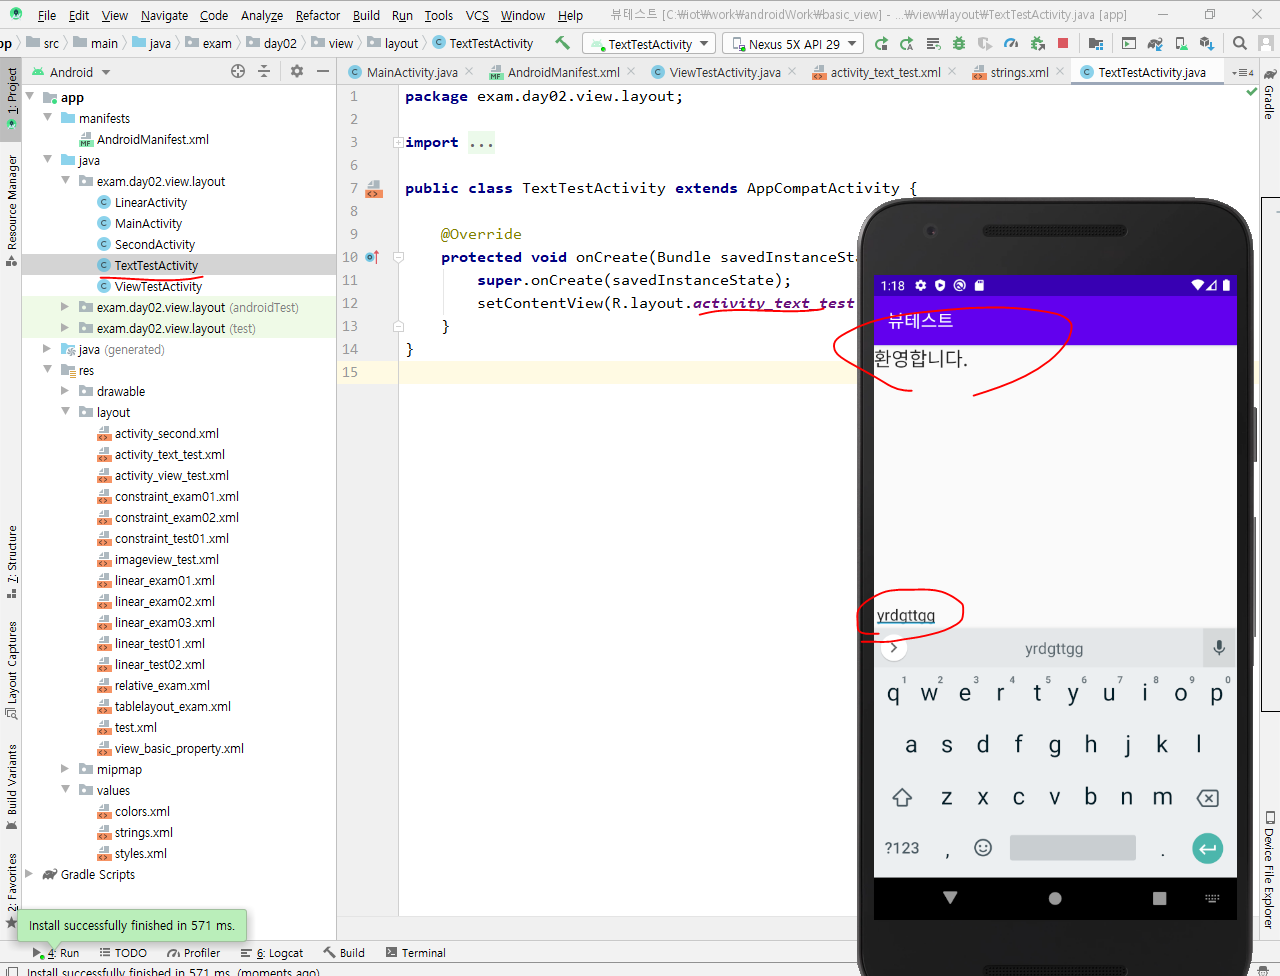 File Edit View Navigate Code Analyze Refactor Build Run Tools VCS Window Help 뷰테스트 [C:₩iot₩work₩androidWork₩basic_view] - ...₩view₩layout₩TextTestActivity.java [app]
pp src main java exam day02 view layout TextTestActivity TextTestActivity Nexus 5X API 29
Android MainActivity.java AndroidManifest.xml ViewTestActivity.java activity_text_test.xml strings.xml TextTestActivity.java 4
1: Project
Resource Manager
7: Structure
Layout Captures
Build Variants
2: Favorites
app
manifests
AndroidManifest.xml
java
exam.day02.view.layout
LinearActivity
MainActivity
SecondActivity
TextTestActivity
ViewTestActivity
exam.day02.view.layout (androidTest)
exam.day02.view.layout (test)
java (generated)
res
drawable
layout
activity_second.xml
activity_text_test.xml
activity_view_test.xml
constraint_exam01.xml
constraint_exam02.xml
constraint_test01.xml
imageview_test.xml
linear_exam01.xml
linear_exam02.xml
linear_exam03.xml
linear_test01.xml
linear_test02.xml
relative_exam.xml
tablelayout_exam.xml
test.xml
view_basic_property.xml
mipmap
values
colors.xml
strings.xml
styles.xml
Gradle Scripts
1 package exam.day02.view.layout;
2
3 import ...
6
7 public class TextTestActivity extends AppCompatActivity {
8
9 @Override
10 protected void onCreate(Bundle savedInstanceSta
11 super.onCreate(savedInstanceState);
12 setContentView(R.layout.activity_text_test
13 }
14 }
15
1:18
뷰테스트
환영합니다.
yrdgttgg
yrdgttgg
q1 w2 e3 r4 t5 y6 u7 i8 o9 p0
a s d f g h j k l
z x c v b n m
?123 , .
Gradle
Device File Explorer
Install successfully finished in 571 ms.
4: Run TODO Profiler 6: Logcat Build Terminal
Install successfully finished in 571 ms. (moments ago)